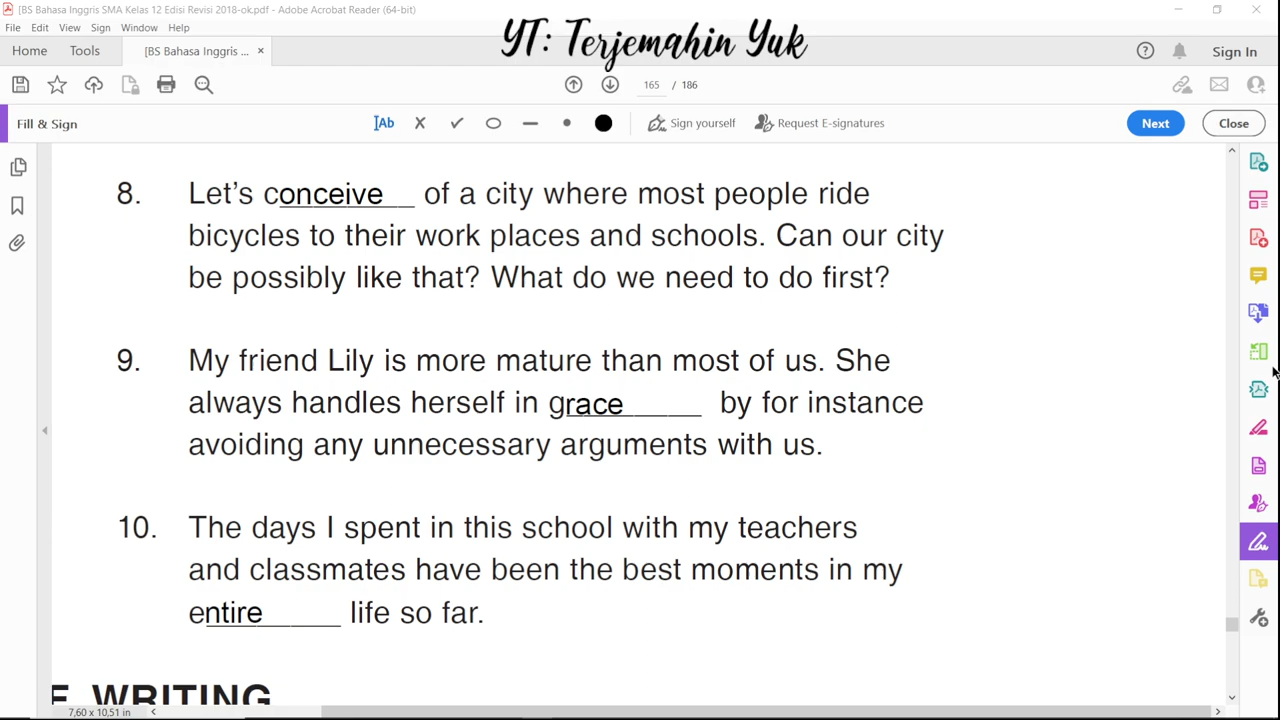 [BS Bahasa Inggris SMA Kelas 12 Edisi Revisi 2018-ok.pdf - Adobe Acrobat Reader (64-bit)
File Edit View Sign Window Help
YT: Terjemahin Yuk
Home Tools [BS Bahasa Inggris ... × Sign In
165 / 186
Fill & Sign Ab Sign yourself Request E-signatures Next Close
8. Let's conceive of a city where most people ride
bicycles to their work places and schools. Can our city
be possibly like that? What do we need to do first?
9. My friend Lily is more mature than most of us. She
always handles herself in grace by for instance
avoiding any unnecessary arguments with us.
10. The days I spent in this school with my teachers
and classmates have been the best moments in my
entire life so far.
E. WRITING
7,60 x 10,51 in